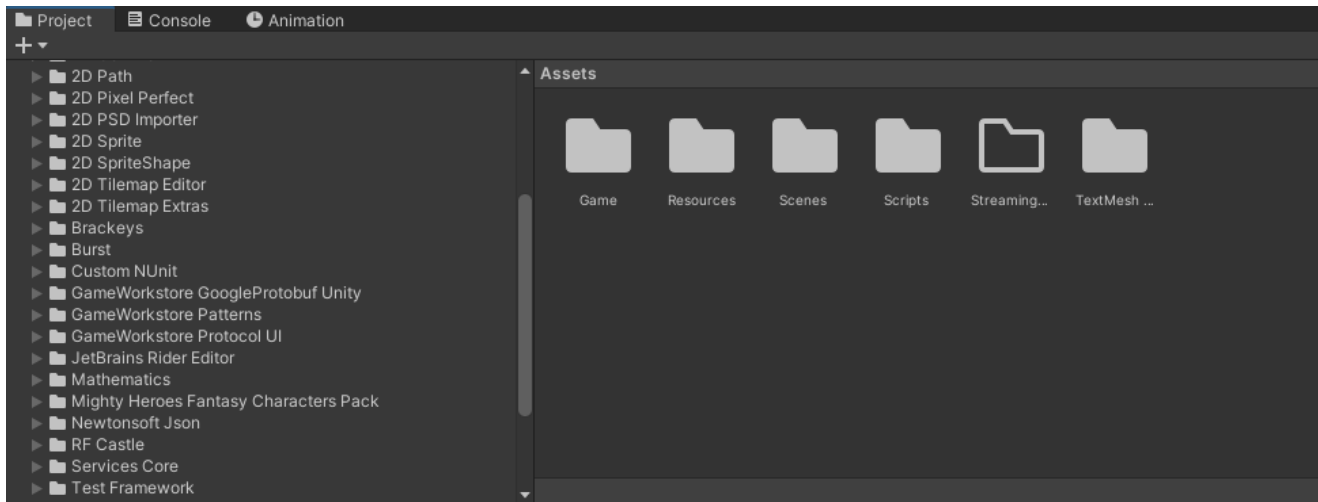 Project Console Animation
2D Path
2D Pixel Perfect
2D PSD Importer
2D Sprite
2D SpriteShape
2D Tilemap Editor
2D Tilemap Extras
Brackeys
Burst
Custom NUnit
GameWorkstore GoogleProtobuf Unity
GameWorkstore Patterns
GameWorkstore Protocol UI
JetBrains Rider Editor
Mathematics
Mighty Heroes Fantasy Characters Pack
Newtonsoft Json
RF Castle
Services Core
Test Framework
Assets
Game Resources Scenes Scripts Streaming... TextMesh ...